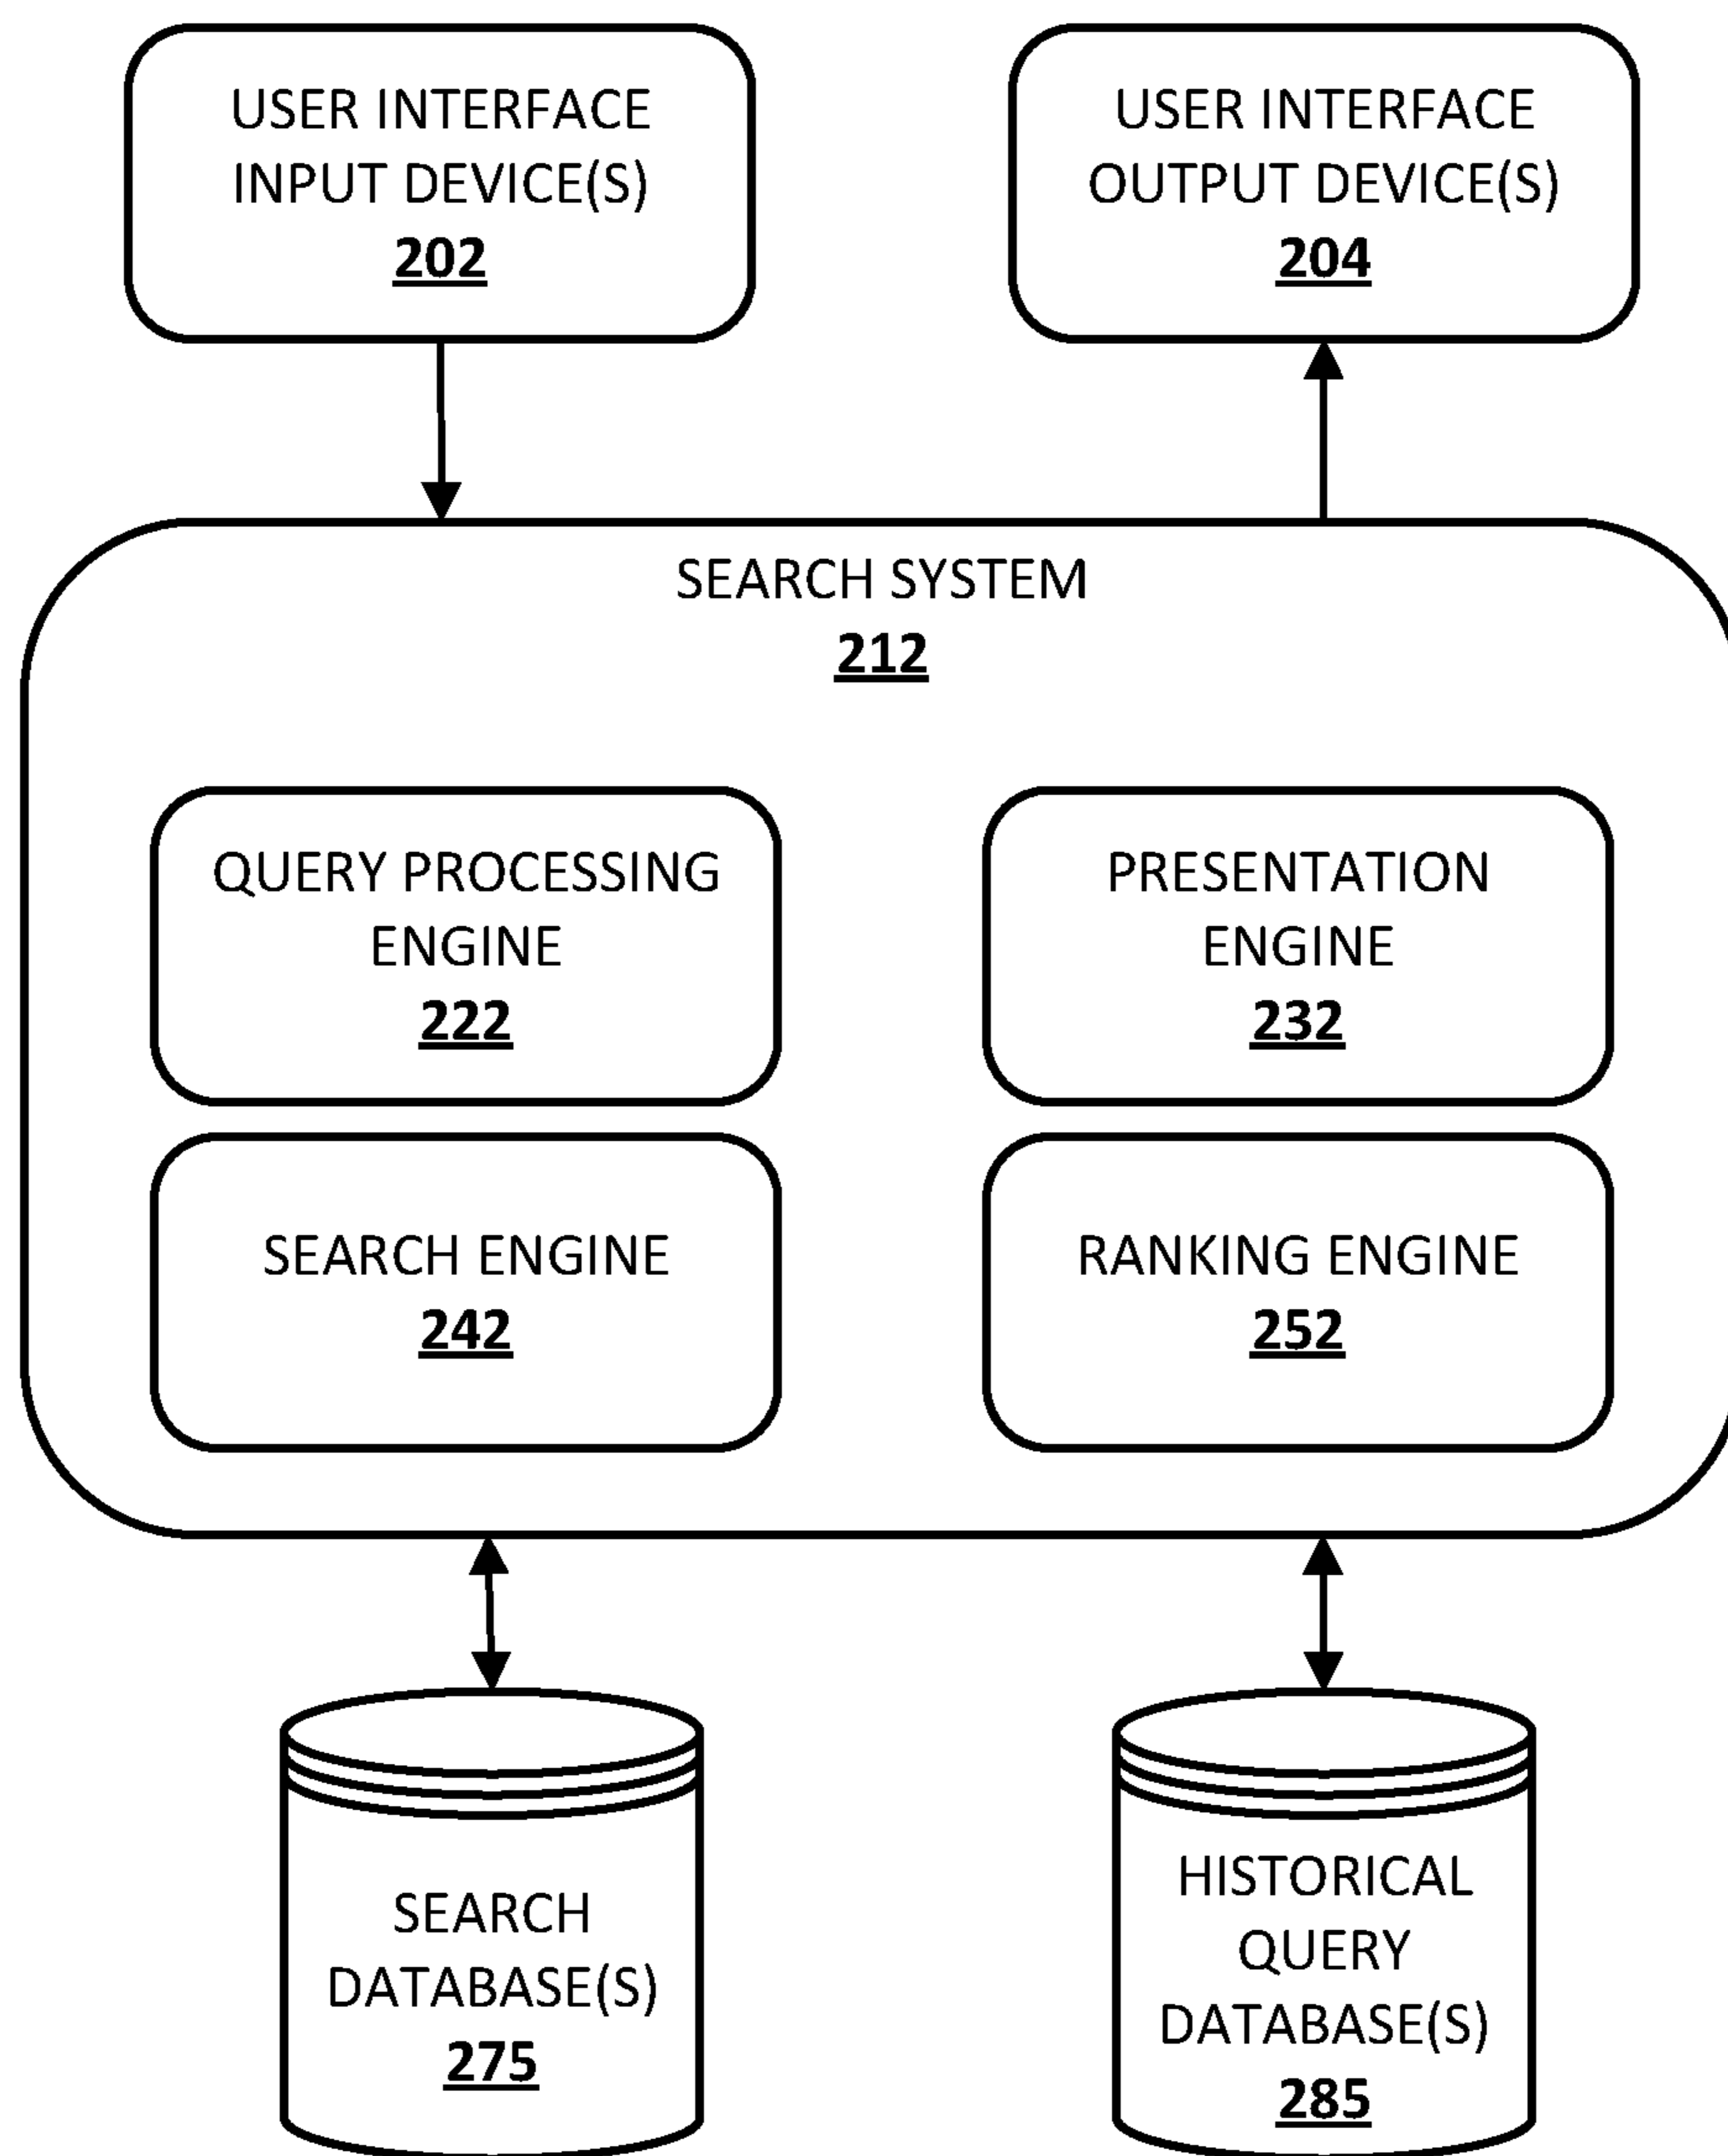 USER INTERFACE
INPUT DEVICE(S)
202
USER INTERFACE
OUTPUT DEVICE(S)
204
SEARCH SYSTEM
212
QUERY PROCESSING
ENGINE
222
PRESENTATION
ENGINE
232
SEARCH ENGINE
242
RANKING ENGINE
252
SEARCH
DATABASE(S)
275
HISTORICAL
QUERY
DATABASE(S)
285